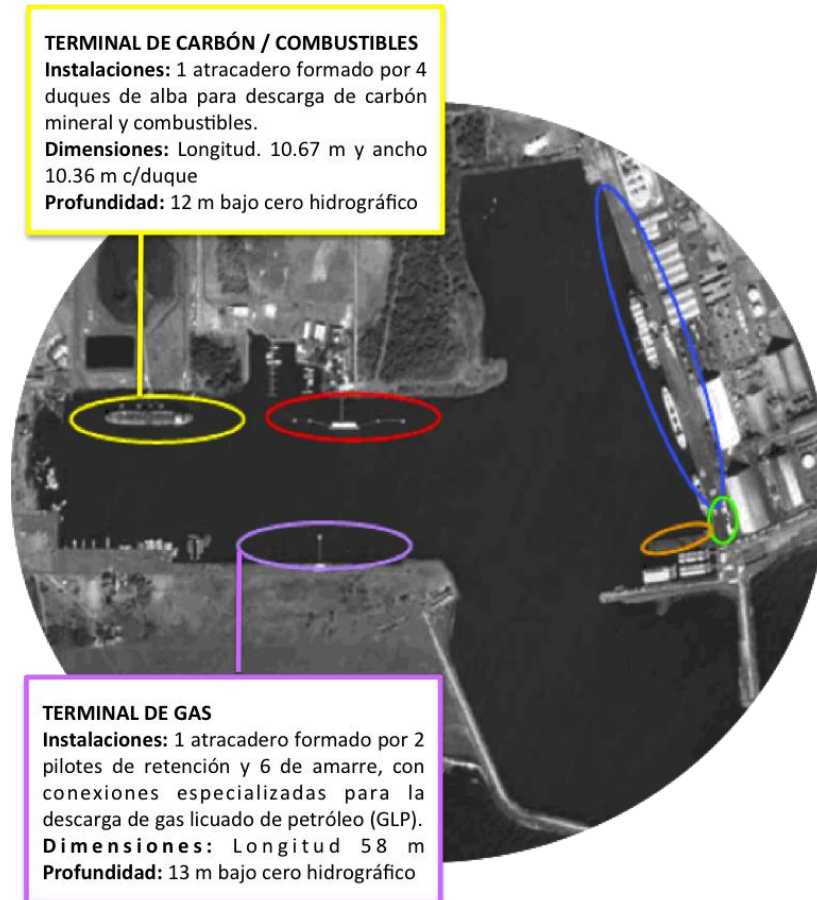 TERMINAL DE CARBÓN / COMBUSTIBLES
Instalaciones: 1 atracadero formado por 4
duques de alba para descarga de carbón
mineral y combustibles.
Dimensiones: Longitud. 10.67 m y ancho
10.36 m c/duque
Profundidad: 12 m bajo cero hidrográfico
TERMINAL DE GAS
Instalaciones: 1 atracadero formado por 2
pilotes de retención y 6 de amarre, con
conexiones especializadas para la
descarga de gas licuado de petróleo (GLP).
Dimensiones: Longitud 58 m
Profundidad: 13 m bajo cero hidrográfico